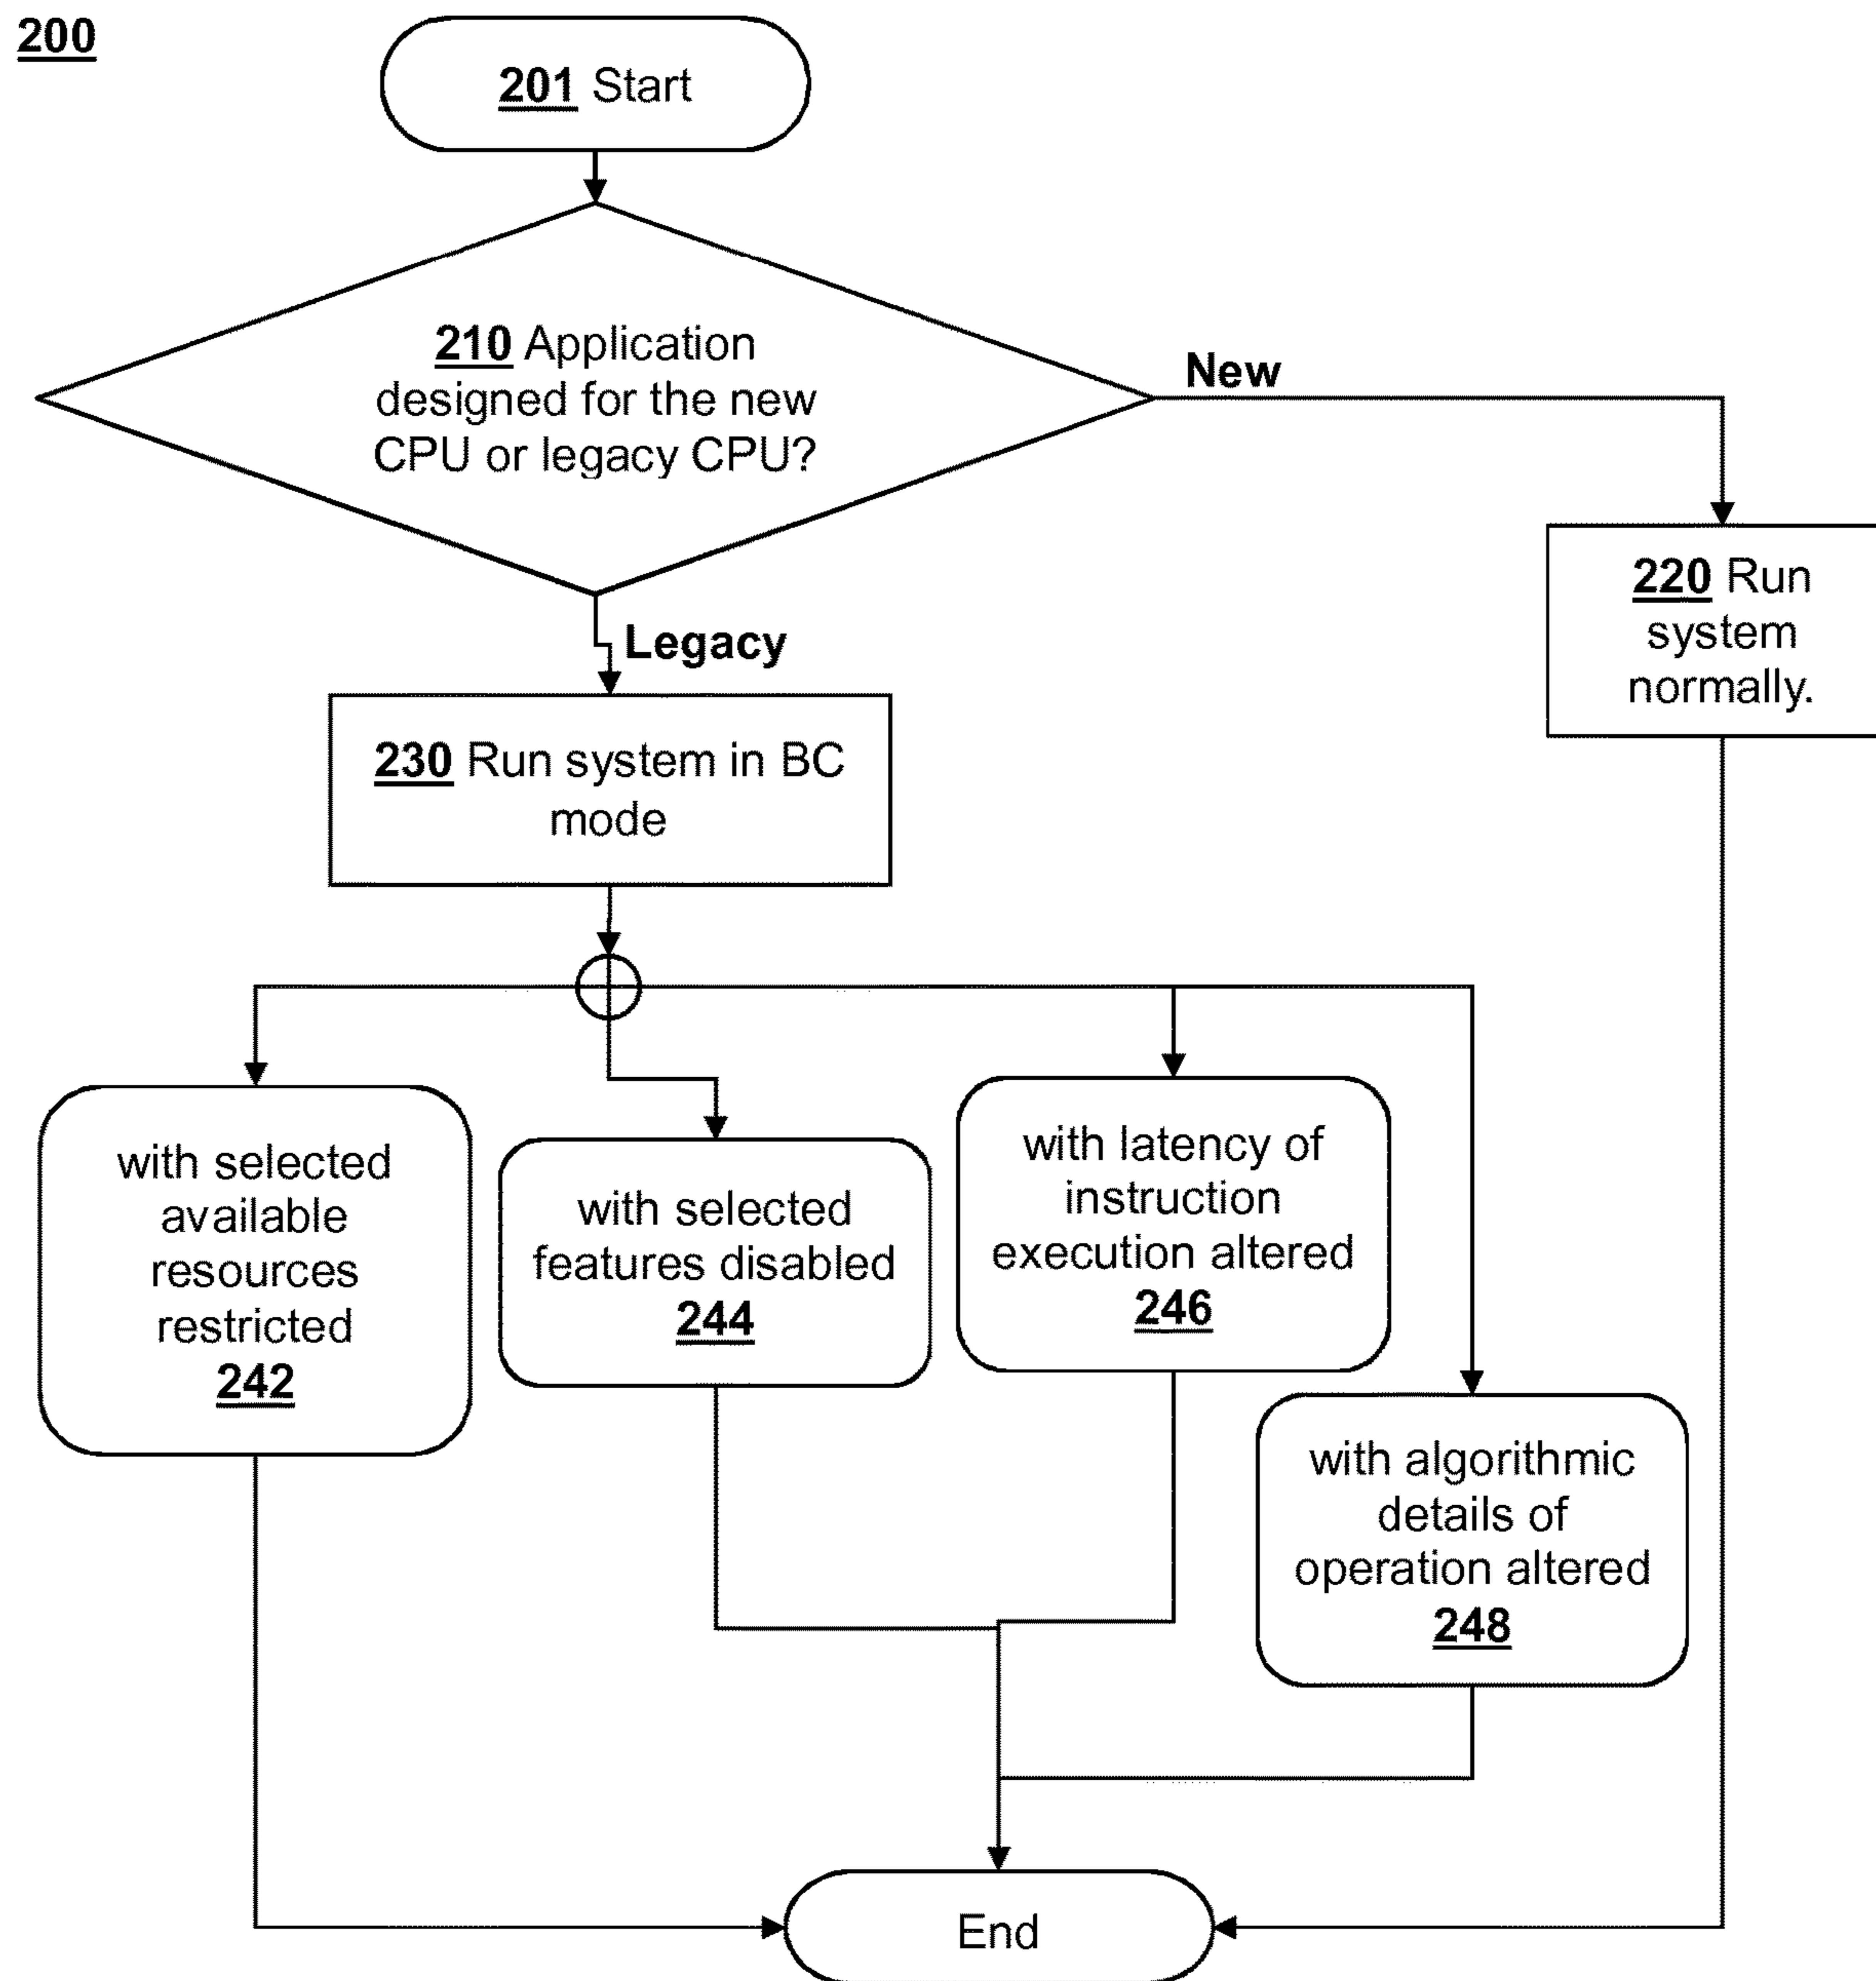 200
201 Start
210 Application
designed for the new
CPU or legacy CPU?
New
220 Run
system
normally.
Legacy
230 Run system in BC
mode
with selected
available
resources
restricted
242
with selected
features disabled
244
with latency of
instruction
execution altered
246
with algorithmic
details of
operation altered
248
End